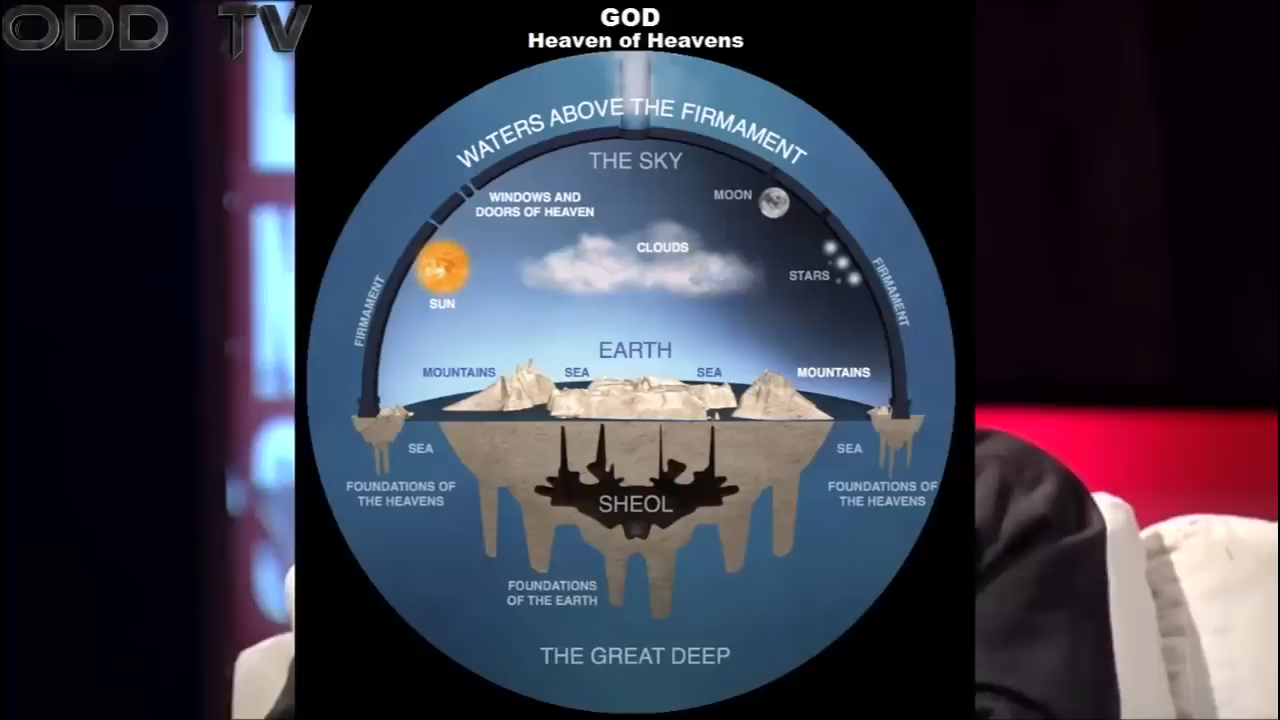 ODD TV
GOD
Heaven of Heavens
WATERS ABOVE THE FIRMAMENT
THE SKY
WINDOWS AND
DOORS OF HEAVEN
MOON
CLOUDS
STARS
SUN
FIRMAMENT
FIRMAMENT
EARTH
MOUNTAINS
SEA
SEA
MOUNTAINS
SEA
SEA
FOUNDATIONS OF
THE HEAVENS
FOUNDATIONS OF
THE HEAVENS
SHEOL
FOUNDATIONS
OF THE EARTH
THE GREAT DEEP